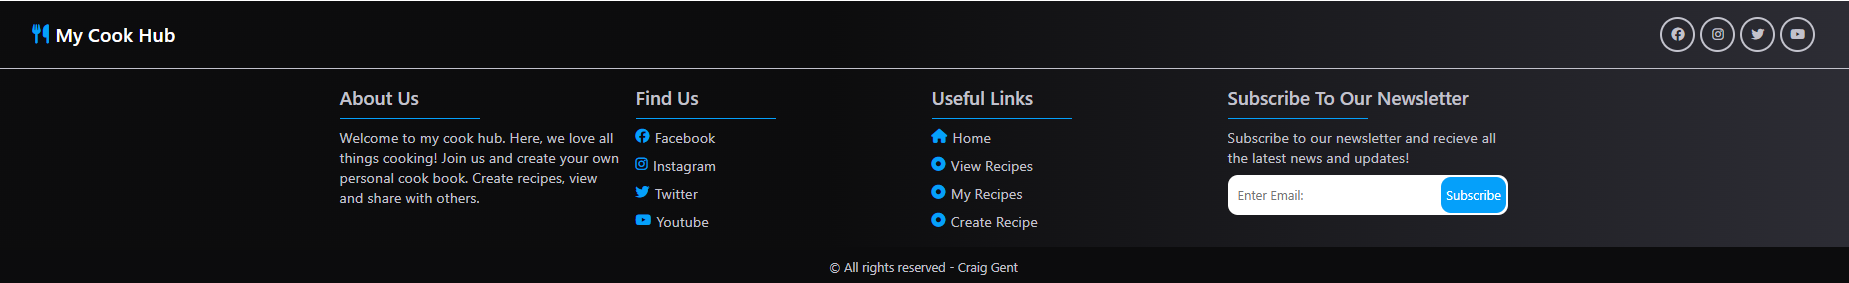 My Cook Hub
About Us
Welcome to my cook hub. Here, we love all
things cooking! Join us and create your own
personal cook book. Create recipes, view
and share with others.
Find Us
Facebook
Instagram
Twitter
Youtube
Useful Links
Home
View Recipes
My Recipes
Create Recipe
Subscribe To Our Newsletter
Subscribe to our newsletter and recieve all
the latest news and updates!
Enter Email:
Subscribe
© All rights reserved - Craig Gent